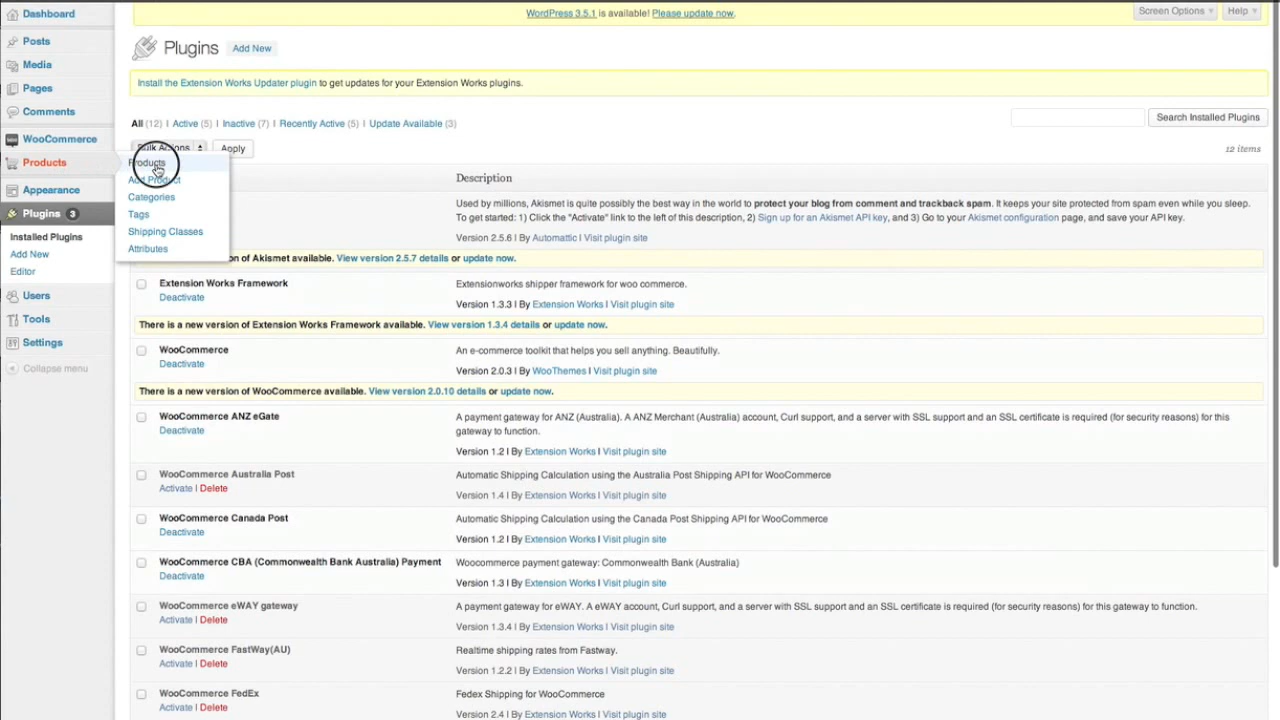 Dashboard
Posts
Media
Pages
Comments
WooCommerce
Products
Appearance
Plugins 3
Installed Plugins
Add New
Editor
Users
Tools
Settings
Collapse menu
WordPress 3.5.1 is available! Please update now.
Screen Options
Help
Plugins Add New
Install the Extension Works Updater plugin to get updates for your Extension Works plugins.
All (12) | Active (5) | Inactive (7) | Recently Active (5) | Update Available (3)
Search Installed Plugins
Bulk Actions
Apply
12 items
Products
Add Product
Categories
Tags
Shipping Classes
Attributes
Description
Used by millions, Akismet is quite possibly the best way in the world to protect your blog from comment and trackback spam. It keeps your site protected from spam even while you sleep.
To get started: 1) Click the "Activate" link to the left of this description, 2) Sign up for an Akismet API key, and 3) Go to your Akismet configuration page, and save your API key.
Version 2.5.6 | By Automattic | Visit plugin site
on of Akismet available. View version 2.5.7 details or update now.
Extension Works Framework
Deactivate
Extensionworks shipper framework for woo commerce.
Version 1.3.3 | By Extension Works | Visit plugin site
There is a new version of Extension Works Framework available. View version 1.3.4 details or update now.
WooCommerce
Deactivate
An e-commerce toolkit that helps you sell anything. Beautifully.
Version 2.0.3 | By WooThemes | Visit plugin site
There is a new version of WooCommerce available. View version 2.0.10 details or update now.
WooCommerce ANZ eGate
Deactivate
A payment gateway for ANZ (Australia). A ANZ Merchant (Australia) account, Curl support, and a server with SSL support and an SSL certificate is required (for security reasons) for this
gateway to function.
Version 1.2 | By Extension Works | Visit plugin site
WooCommerce Australia Post
Activate | Delete
Automatic Shipping Calculation using the Australia Post Shipping API for WooCommerce
Version 1.4 | By Extension Works | Visit plugin site
WooCommerce Canada Post
Deactivate
Automatic Shipping Calculation using the Canada Post Shipping API for WooCommerce
Version 1.2 | By Extension Works | Visit plugin site
WooCommerce CBA (Commonwealth Bank Australia) Payment
Deactivate
Woocommerce payment gateway: Commonwealth Bank (Australia)
Version 1.3 | By Extension Works | Visit plugin site
WooCommerce eWAY gateway
Activate | Delete
A payment gateway for eWAY. A eWAY account, Curl support, and a server with SSL support and an SSL certificate is required (for security reasons) for this gateway to function.
Version 1.3.4 | By Extension Works | Visit plugin site
WooCommerce FastWay(AU)
Activate | Delete
Realtime shipping rates from Fastway.
Version 1.2.2 | By Extension Works | Visit plugin site
WooCommerce FedEx
Activate | Delete
Fedex Shipping for WooCommerce
Version 2.4 | By Extension Works | Visit plugin site